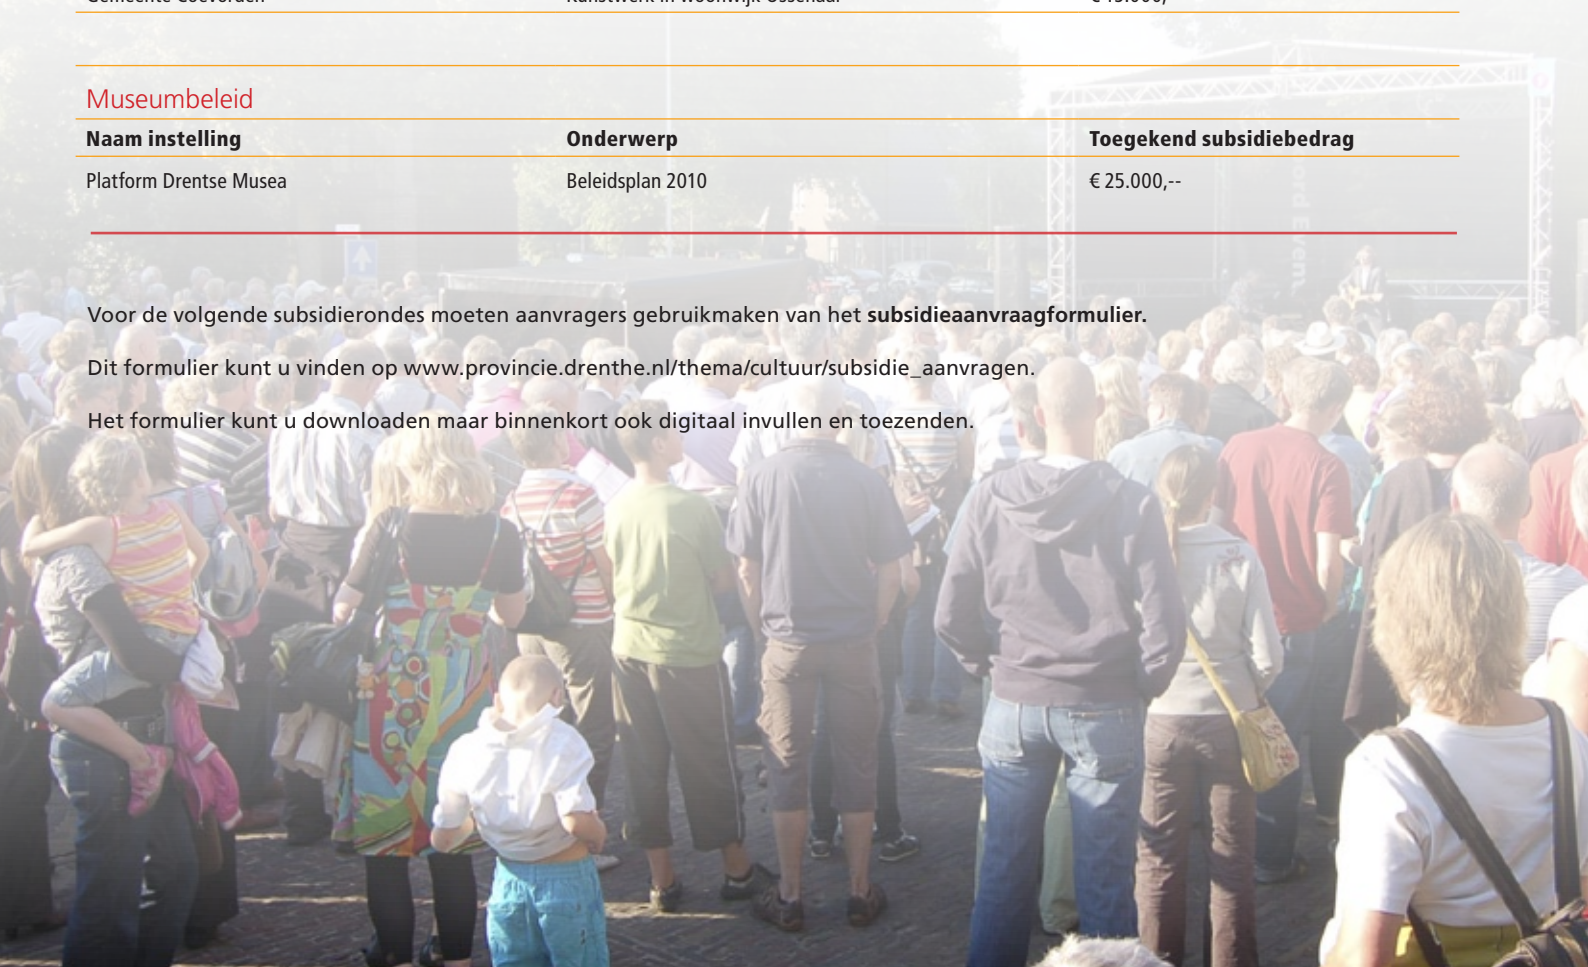 Museumbeleid
Naam instelling Onderwerp Toegekend subsidiebedrag
Platform Drentse Musea Beleidsplan 2010 € 25.000,--
Voor de volgende subsidierondes moeten aanvragers gebruikmaken van het subsidieaanvraagformulier.
Dit formulier kunt u vinden op www.provincie.drenthe.nl/thema/cultuur/subsidie_aanvragen.
Het formulier kunt u downloaden maar binnenkort ook digitaal invullen en toezenden.